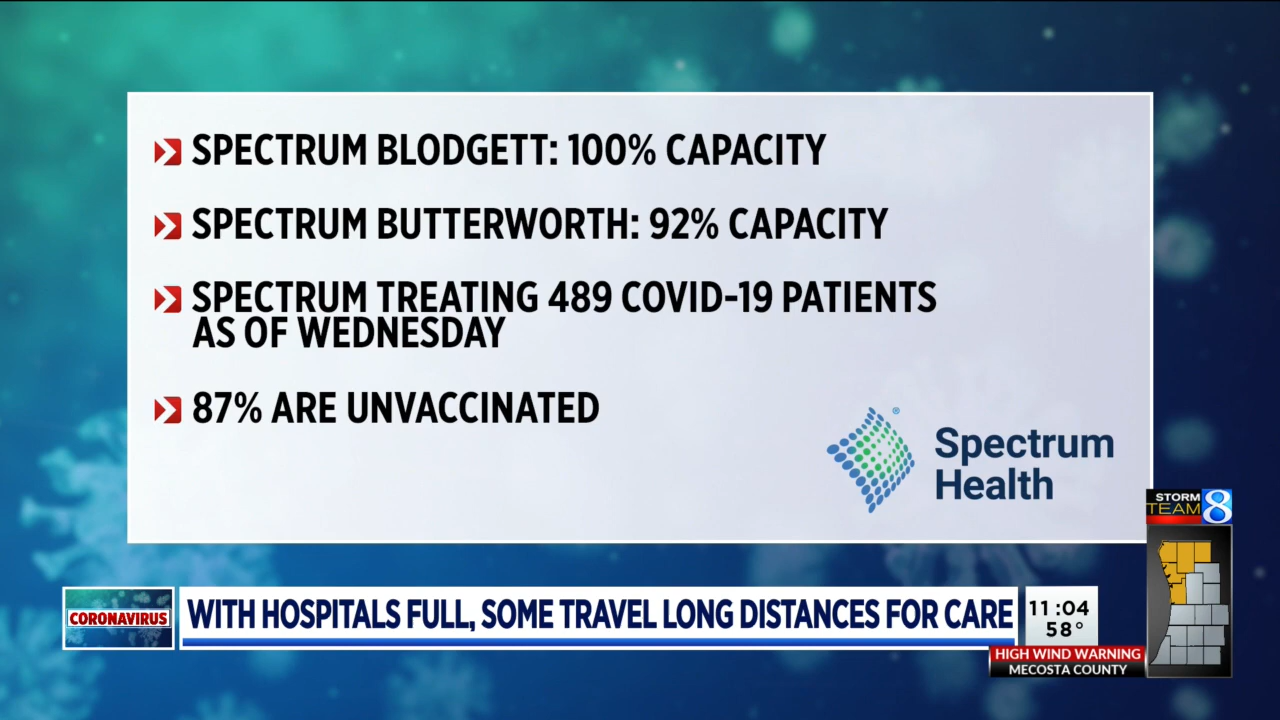 SPECTRUM BLODGETT: 100% CAPACITY
SPECTRUM BUTTERWORTH: 92% CAPACITY
SPECTRUM TREATING 489 COVID-19 PATIENTS
AS OF WEDNESDAY
87% ARE UNVACCINATED
Spectrum
Health
®
STORM
TEAM 8
CORONAVIRUS
WITH HOSPITALS FULL, SOME TRAVEL LONG DISTANCES FOR CARE
11:04
58°
HIGH WIND WARNING
MECOSTA COUNTY